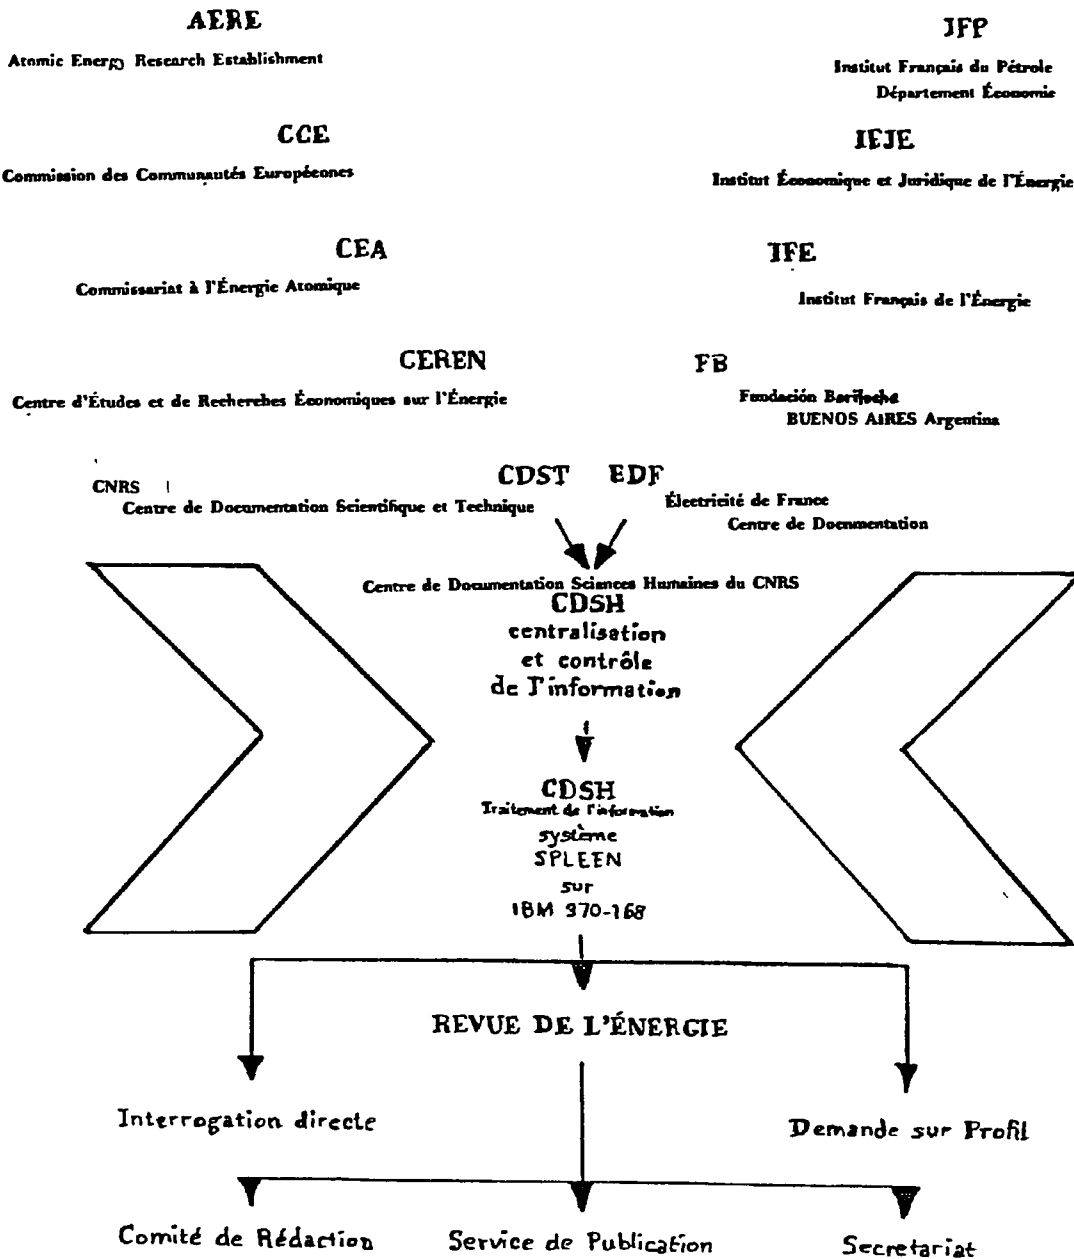 AERE
Atomic Energy Research Establishment
IFP
Institut Français du Pétrole
Département Économie
CCE
Commission des Communautés Européones
IEJE
Institut Économique et Juridique de l'Énergie
CEA
Commissariat à l'Énergie Atomique
IFE
Institut Français de l'Énergie
CEREN
Centre d'Études et de Recherches Économiques sur l'Énergie
FB
Fundación Bariloche
BUENOS AIRES Argentina
CDST
CNRS
Centre de Documentation Scientifique et Technique
EDF
Électricité de France
Centre de Documentation
Centre de Documentation Sciences Humaines du CNRS
CDSH
centralisation
et contrôle
de l'information
CDSH
Traitement de l'information
système
SPLEEN
sur
IBM 370-168
REVUE DE L'ÉNERGIE
Interrogation directe
Demande sur Profil
Comité de Rédaction
Service de Publication
Secretariat